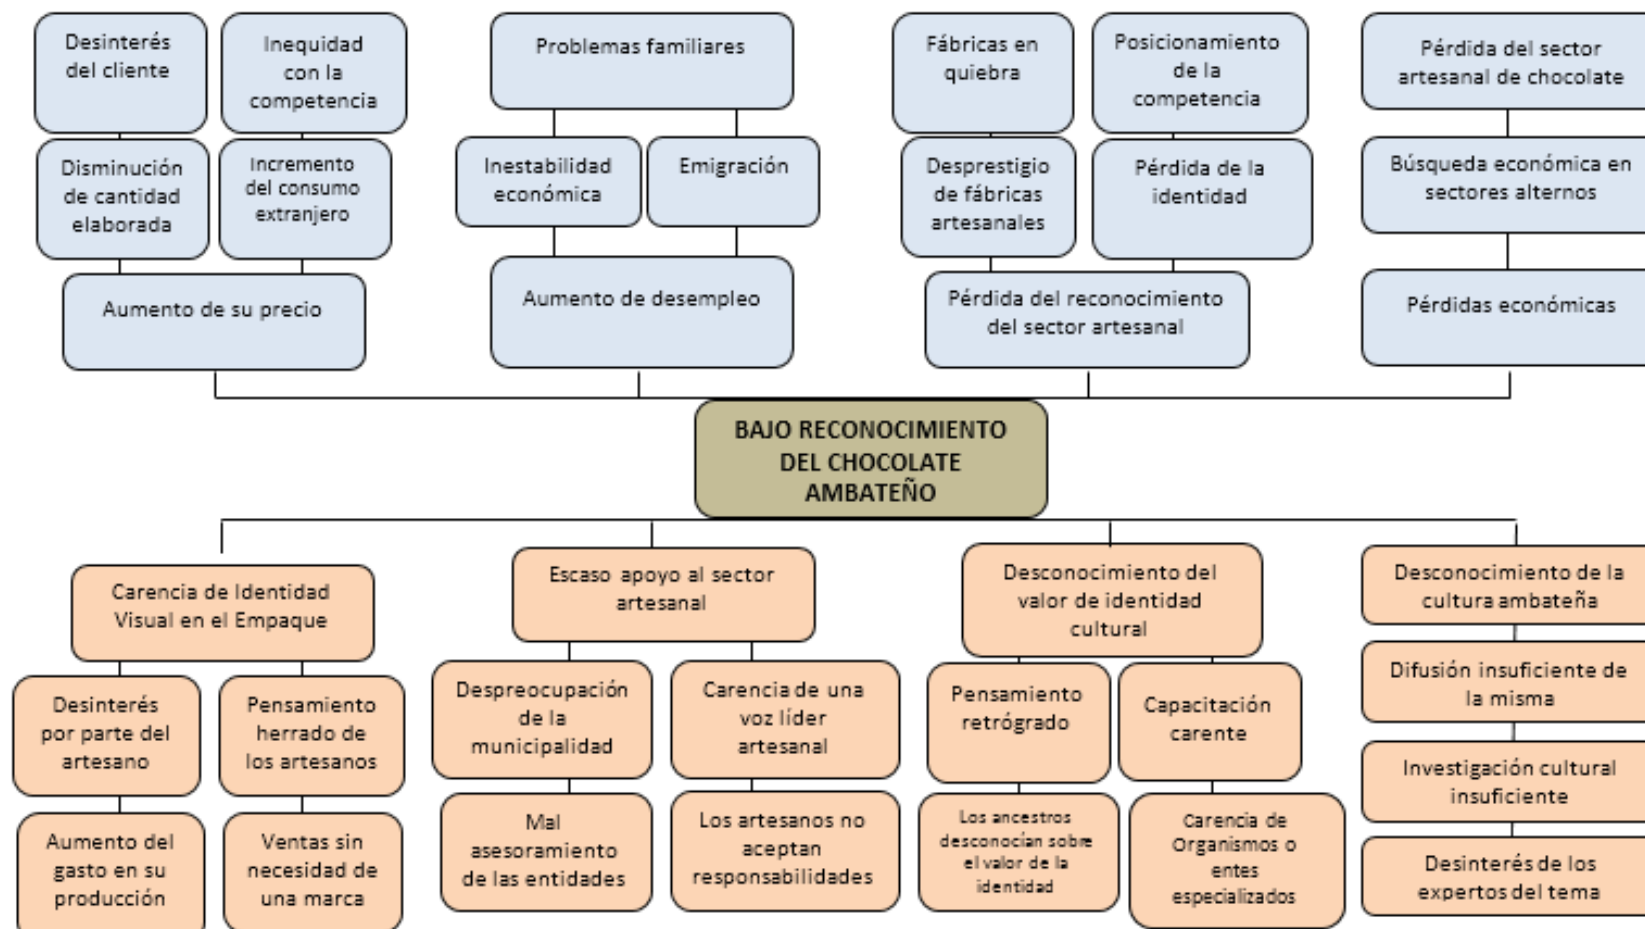 Desinterés
del cliente
Inequidad
con la
competencia
Problemas familiares
Fábricas en
quiebra
Posicionamiento
de la
competencia
Pérdida del sector
artesanal de chocolate
Disminución
de cantidad
elaborada
Incremento
del consumo
extranjero
Inestabilidad
económica
Emigración
Desprestigio
de fábricas
artesanales
Pérdida de la
identidad
Búsqueda económica en
sectores alternos
Aumento de su precio
Aumento de desempleo
Pérdida del reconocimiento
del sector artesanal
Pérdidas económicas
BAJO RECONOCIMIENTO
DEL CHOCOLATE
AMBATEÑO
Carencia de Identidad
Visual en el Empaque
Escaso apoyo al sector
artesanal
Desconocimiento del
valor de identidad
cultural
Desconocimiento de la
cultura ambateña
Desinterés
por parte del
artesano
Pensamiento
herrado de
los artesanos
Despreocupación
de la
municipalidad
Carencia de una
voz líder
artesanal
Pensamiento
retrógrado
Capacitación
carente
Difusión insuficiente de
la misma
Investigación cultural
insuficiente
Aumento del
gasto en su
producción
Ventas sin
necesidad de
una marca
Mal
asesoramiento
de las entidades
Los artesanos no
aceptan
responsabilidades
Los ancestros
desconocían sobre
el valor de la
identidad
Carencia de
Organismos o
entes
especializados
Desinterés de los
expertos del tema